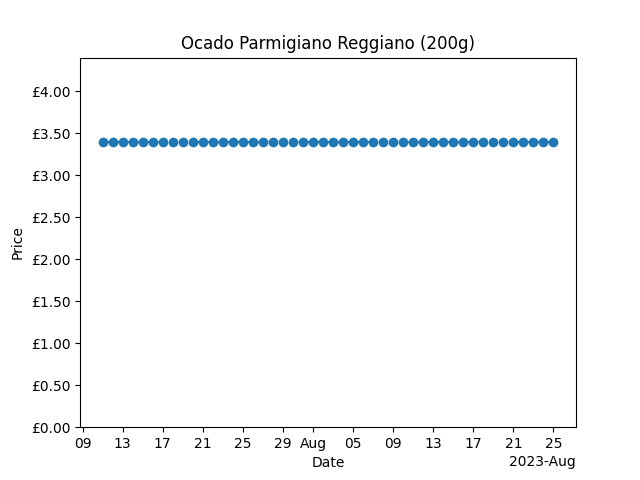 Ocado Parmigiano Reggiano (200g)
£4.00
£3.50
£3.00
£2.50
£2.00
£1.50
£1.00
£0.50
£0.00
Price
09 13 17 21 25 29 Aug 05 09 13 17 21 25
Date
2023-Aug